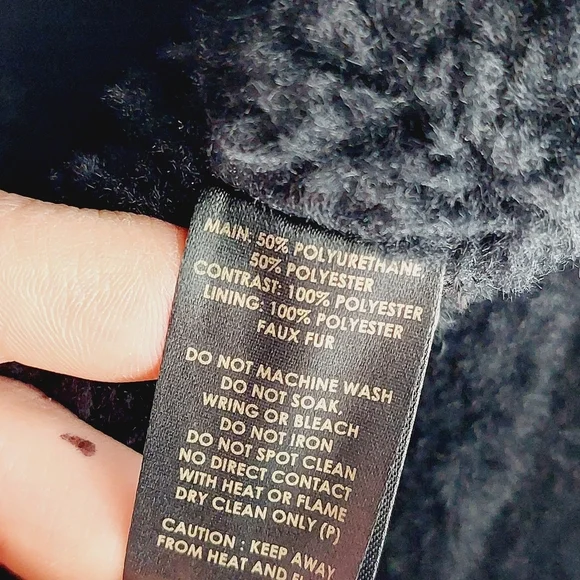 MAIN: 50% POLYURETHANE,
50% POLYESTER
CONTRAST: 100% POLYESTER
LINING: 100% POLYESTER
FAUX FUR
DO NOT MACHINE WASH
DO NOT SOAK,
WRING OR BLEACH
DO NOT IRON
DO NOT SPOT CLEAN
NO DIRECT CONTACT
WITH HEAT OR FLAME
DRY CLEAN ONLY (P)
CAUTION : KEEP AWAY
FROM HEAT AND